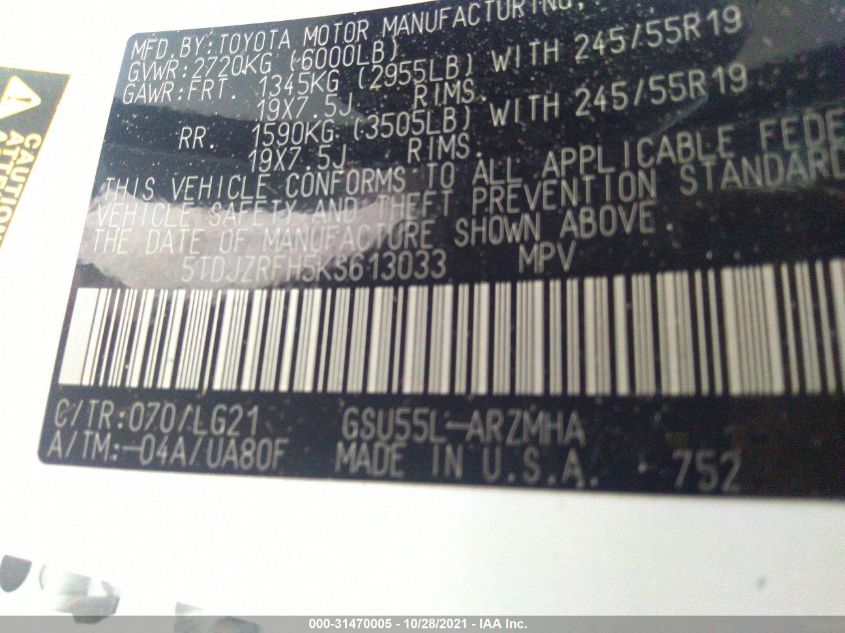 MFD. BY: TOYOTA MOTOR MANUFACTURING,
GVWR: 2720KG (6000LB)
GAWR: FRT. 1345KG (2955LB) WITH 245/55R19
19X7.5J RIMS.
RR. 1590KG (3505LB) WITH 245/55R19
19X7.5J RIMS.
THIS VEHICLE CONFORMS TO ALL APPLICABLE FEDE
VEHICLE SAFETY AND THEFT PREVENTION STANDARD
THE DATE OF MANUFACTURE SHOWN ABOVE
5TDJZRFH5KS613033 MPV
C/TR: 070/LG21 GSU55L-ARZMHA
A/TM: -04A/UA80F MADE IN U.S.A. 752
CAUTION
000-31470005 - 10/28/2021 - IAA Inc.